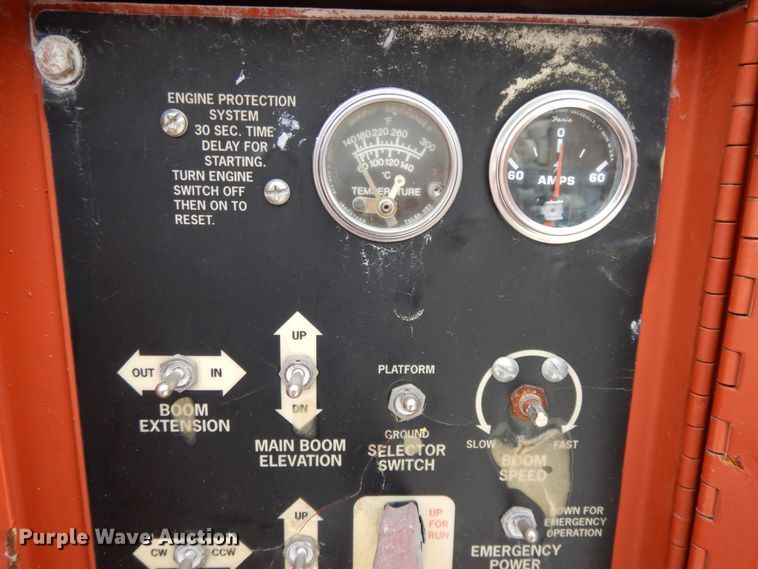 ENGINE PROTECTION
SYSTEM
30 SEC. TIME
DELAY FOR
STARTING.
TURN ENGINE
SWITCH OFF
THEN ON TO
RESET.
°F
140 180 220 260 300
60 100 120 140
°C
TEMPERATURE
TULSA U.S.A.
Faria
0
60 60
AMPS
OUT IN
BOOM
EXTENSION
UP
DN
MAIN BOOM
ELEVATION
PLATFORM
GROUND
SELECTOR
SWITCH
SLOW FAST
BOOM
SPEED
CW CCW
UP
UP
FOR
RUN
DOWN FOR
EMERGENCY
OPERATION
EMERGENCY
POWER
Purple Wave Auction